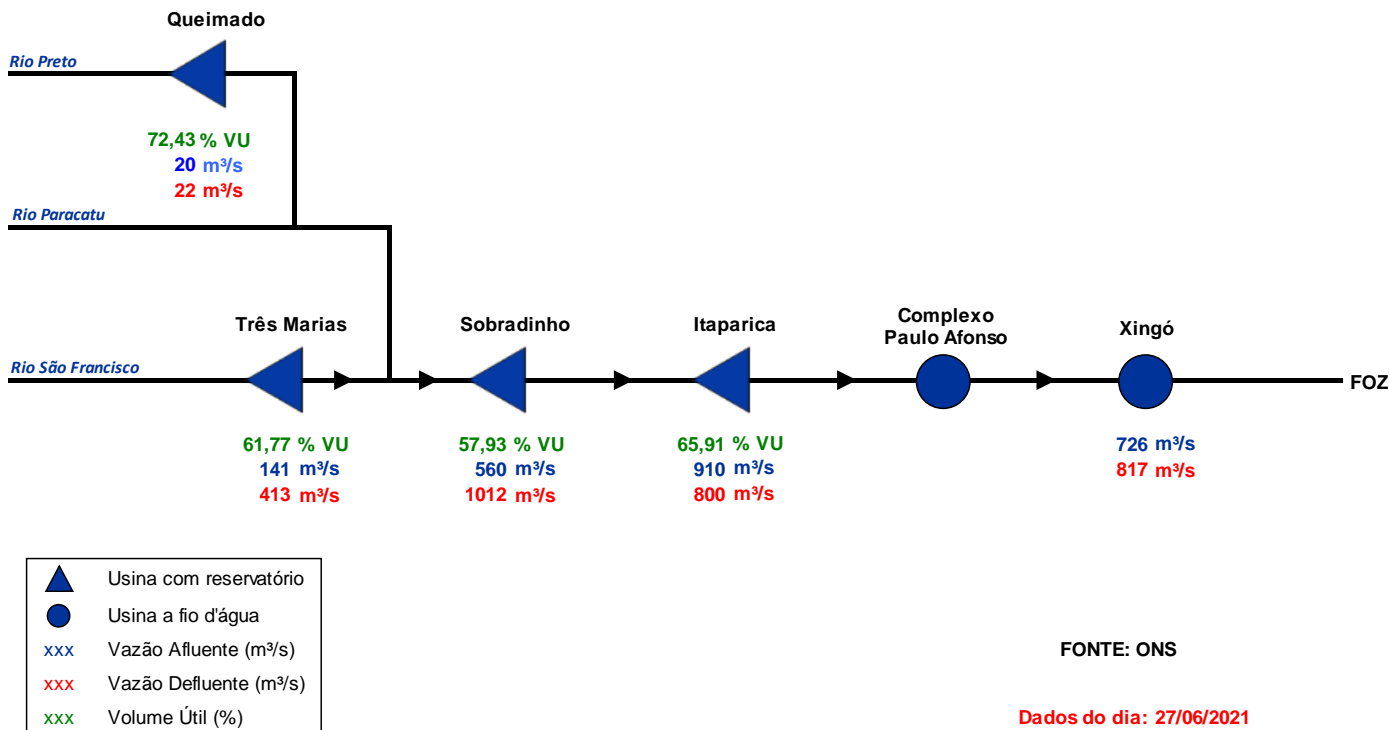 Queimado
Rio Preto
72,43 % VU
20 m³/s
22 m³/s
Rio Paracatu
Três Marias
Sobradinho
Itaparica
Complexo
Paulo Afonso
Xingó
Rio São Francisco
FOZ
61,77 % VU
141 m³/s
413 m³/s
57,93 % VU
560 m³/s
1012 m³/s
65,91 % VU
910 m³/s
800 m³/s
726 m³/s
817 m³/s
Usina com reservatório
Usina a fio d'água
xxx Vazão Afluente (m³/s)
xxx Vazão Defluente (m³/s)
xxx Volume Útil (%)
FONTE: ONS
Dados do dia: 27/06/2021